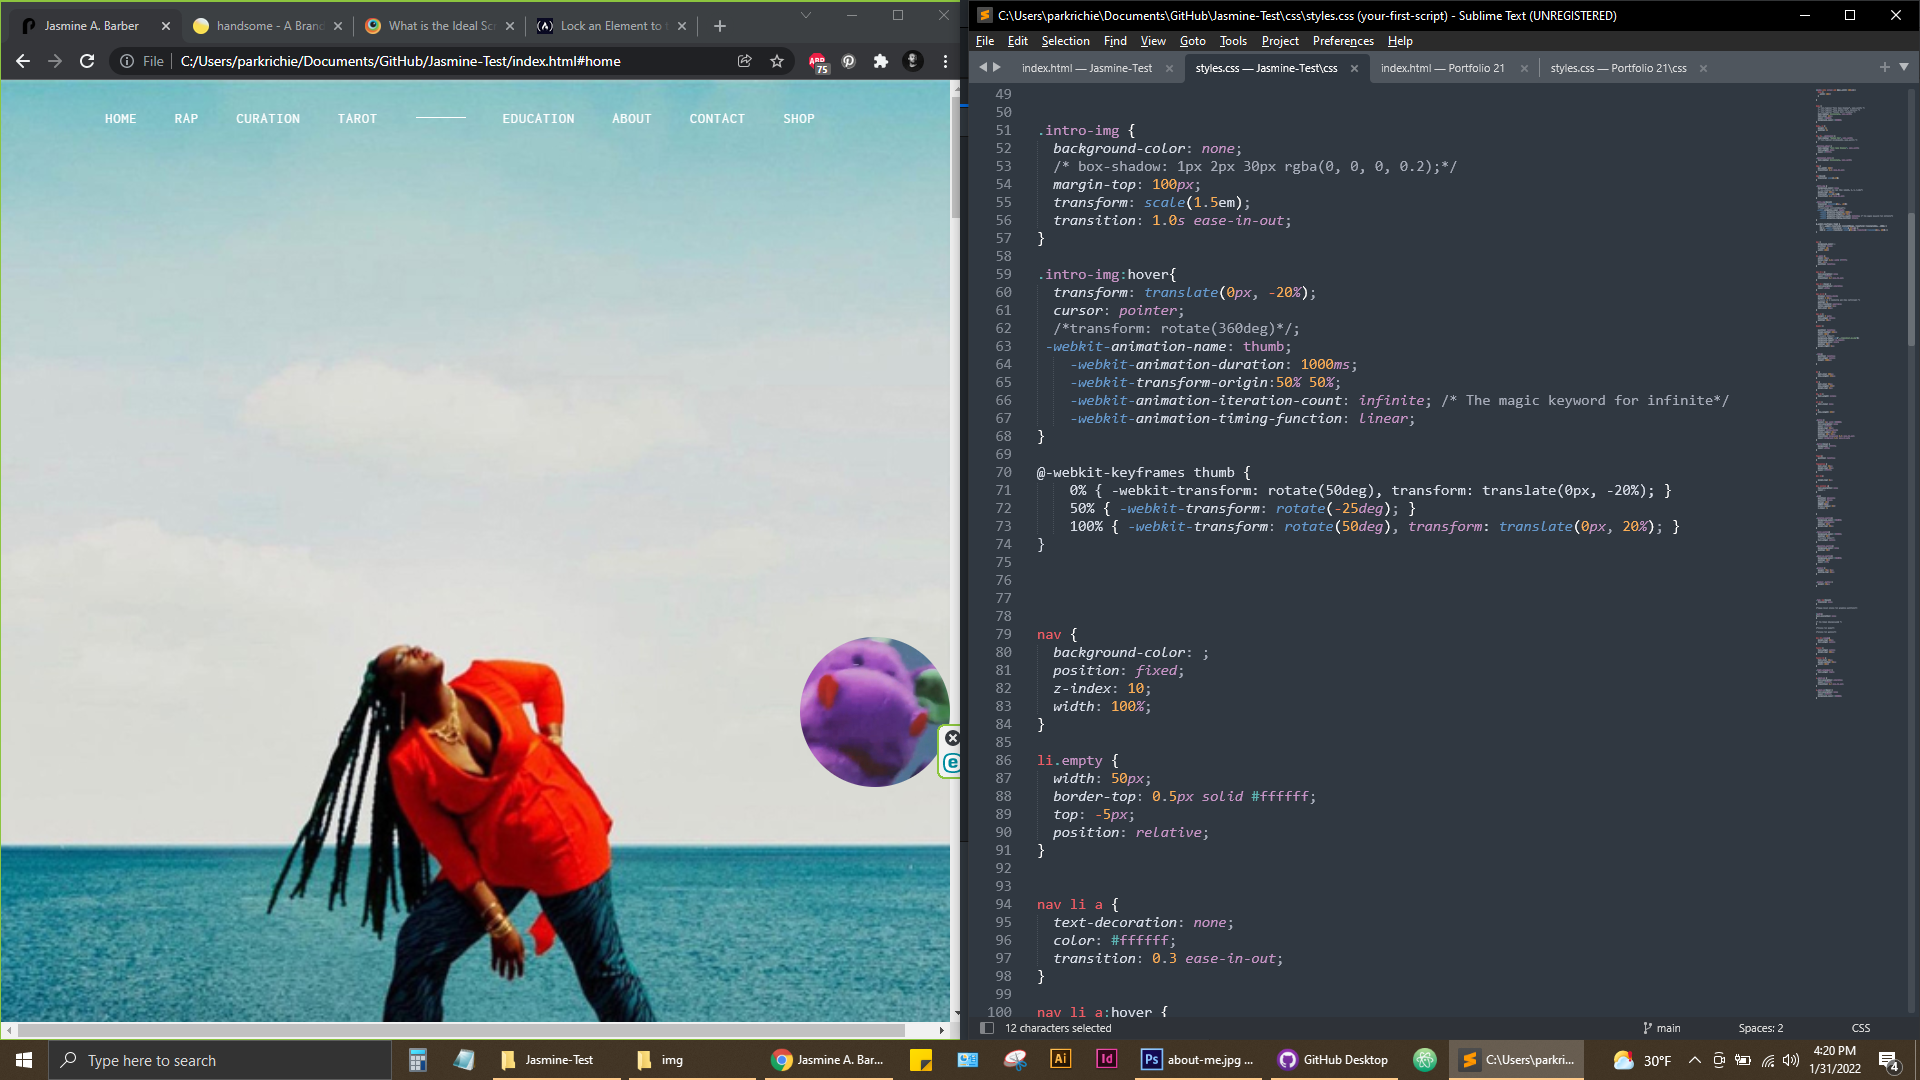 Jasmine A. Barber
handsome - A Bran
What is the Ideal Scr
Lock an Element to t
File
C:/Users/parkrichie/Documents/GitHub/Jasmine-Test/index.html#home
ABP
75
HOME RAP CURATION TAROT EDUCATION ABOUT CONTACT SHOP
C:\Users\parkrichie\Documents\GitHub\Jasmine-Test\css\styles.css (your-first-script) - Sublime Text (UNREGISTERED)
File Edit Selection Find View Goto Tools Project Preferences Help
index.html — Jasmine-Test
styles.css — Jasmine-Test\css
index.html — Portfolio 21
styles.css — Portfolio 21\css
49
50
51 .intro-img {
52 background-color: none;
53 /* box-shadow: 1px 2px 30px rgba(0, 0, 0, 0.2);*/
54 margin-top: 100px;
55 transform: scale(1.5em);
56 transition: 1.0s ease-in-out;
57 }
58
59 .intro-img:hover{
60 transform: translate(0px, -20%);
61 cursor: pointer;
62 /*transform: rotate(360deg)*/;
63 -webkit-animation-name: thumb;
64 -webkit-animation-duration: 1000ms;
65 -webkit-transform-origin:50% 50%;
66 -webkit-animation-iteration-count: infinite; /* The magic keyword for infinite*/
67 -webkit-animation-timing-function: linear;
68 }
69
70 @-webkit-keyframes thumb {
71 0% { -webkit-transform: rotate(50deg), transform: translate(0px, -20%); }
72 50% { -webkit-transform: rotate(-25deg); }
73 100% { -webkit-transform: rotate(50deg), transform: translate(0px, 20%); }
74 }
75
76
77
78
79 nav {
80 background-color: ;
81 position: fixed;
82 z-index: 10;
83 width: 100%;
84 }
85
86 li.empty {
87 width: 50px;
88 border-top: 0.5px solid #ffffff;
89 top: -5px;
90 position: relative;
91 }
92
93
94 nav li a {
95 text-decoration: none;
96 color: #ffffff;
97 transition: 0.3 ease-in-out;
98 }
99
100 nav li a:hover {
12 characters selected
main
Spaces: 2
CSS
Type here to search
Jasmine-Test
img
Jasmine A. Bar...
Ai
Id
Ps
about-me.jpg ...
GitHub Desktop
C:\Users\parkri...
30°F
4:20 PM
1/31/2022
4